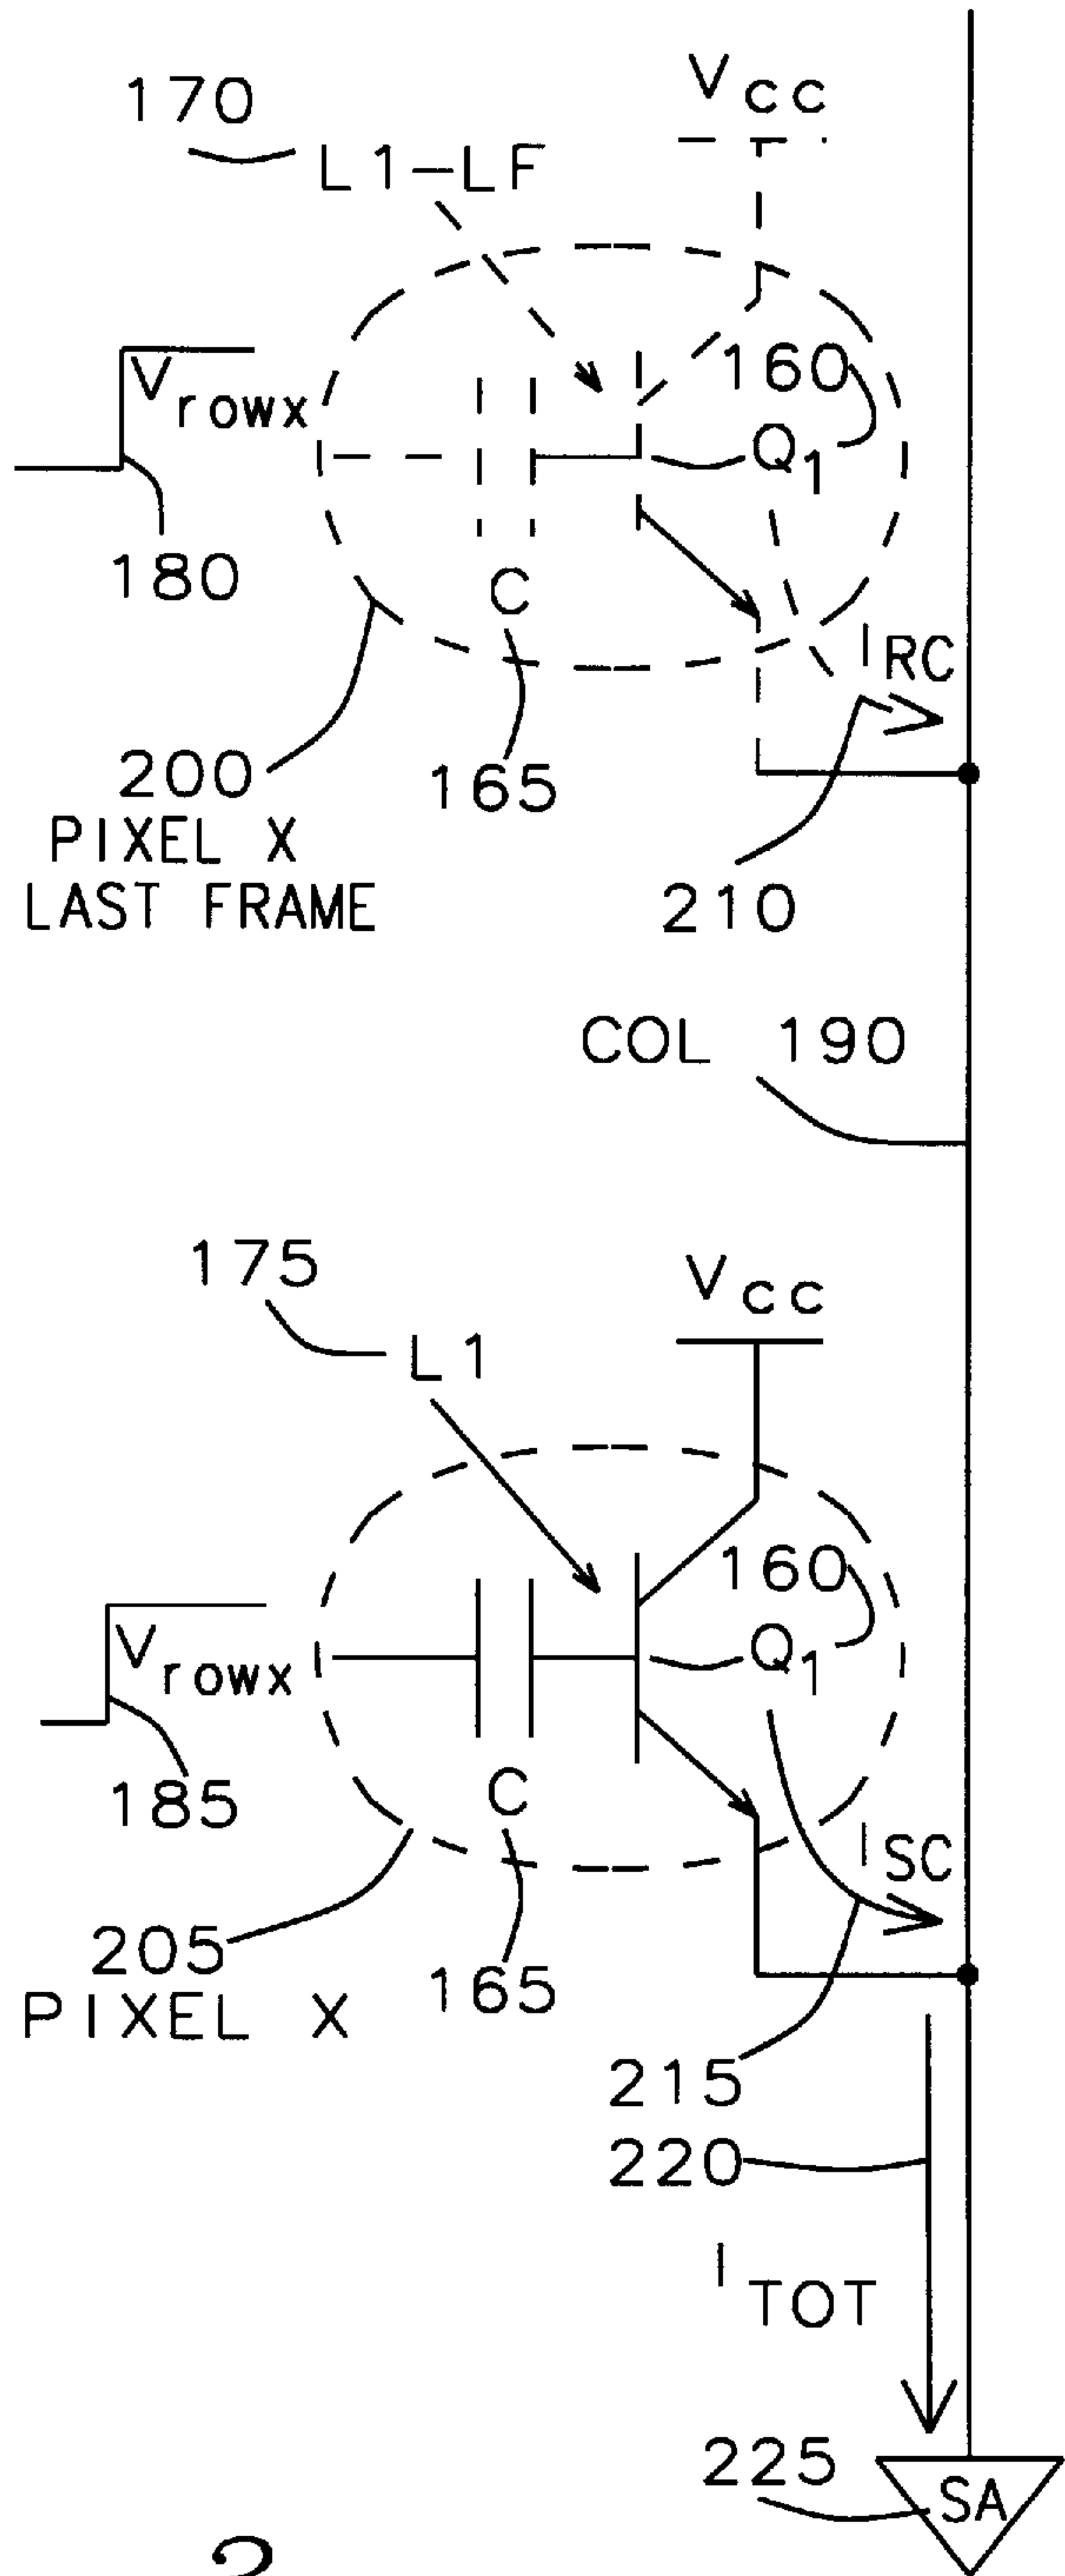 170
Vcc
L1-LF
Vrowx
160
Q1
180
C
IRC
200
165
PIXEL X
LAST FRAME
210
COL 190
175
Vcc
L1
160
Vrowx
Q1
185
C
ISC
205
165
PIXEL X
215
220
ITOT
225
SA